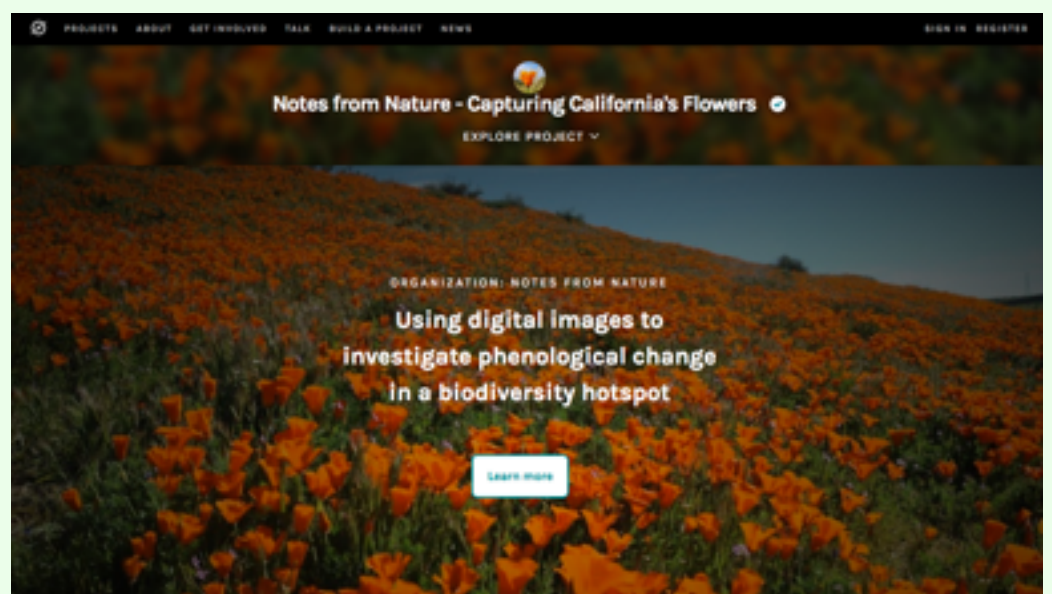 PROJECTS ABOUT GET INVOLVED TALK BUILD A PROJECT NEWS SIGN IN REGISTER
Notes from Nature - Capturing California's Flowers
EXPLORE PROJECT
ORGANIZATION: NOTES FROM NATURE
Using digital images to
investigate phenological change
in a biodiversity hotspot
Learn more